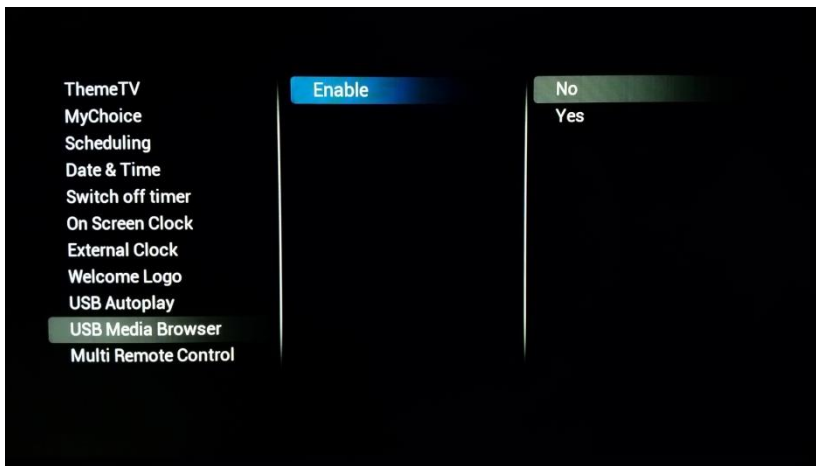 ThemeTV
MyChoice
Scheduling
Date & Time
Switch off timer
On Screen Clock
External Clock
Welcome Logo
USB Autoplay
USB Media Browser
Multi Remote Control
Enable
No
Yes